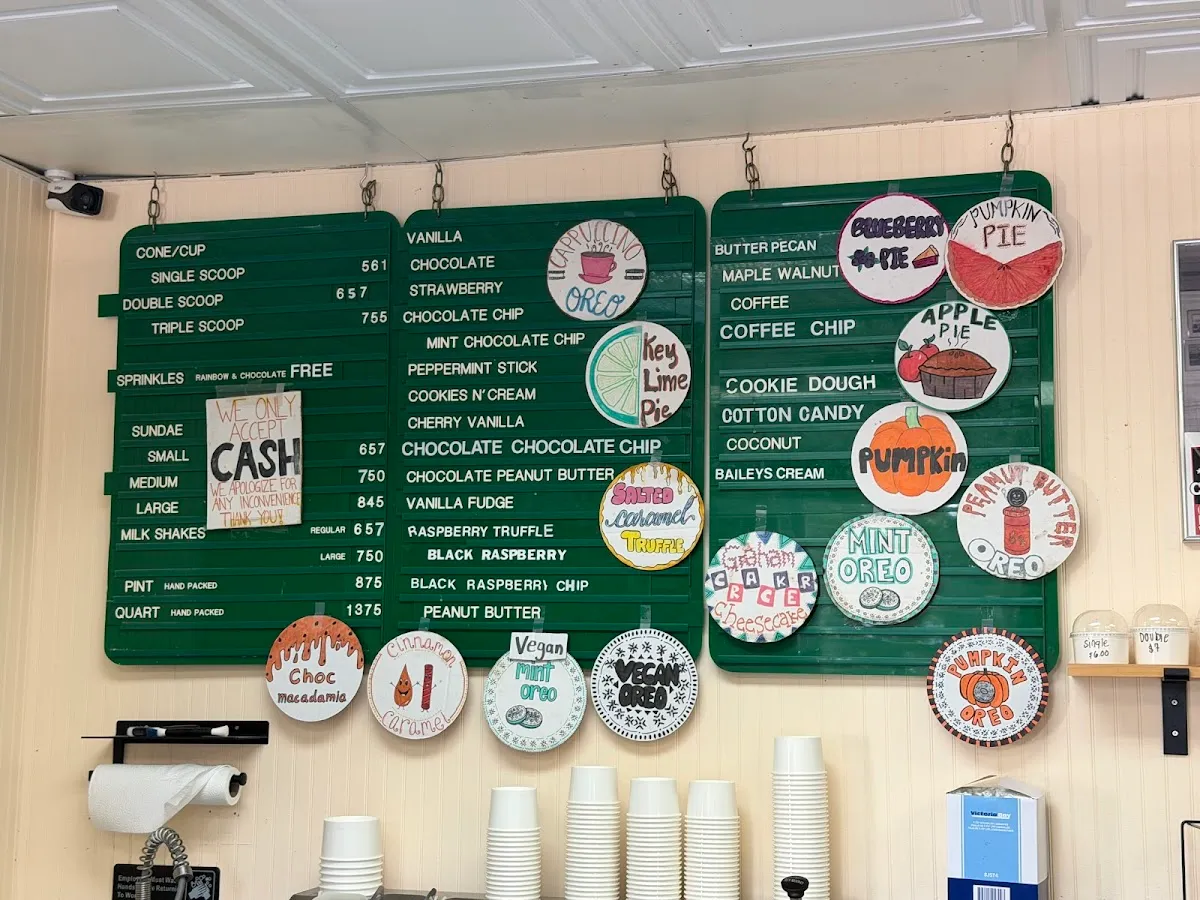 CONE/CUP
SINGLE SCOOP 561
DOUBLE SCOOP 657
TRIPLE SCOOP 755
SPRINKLES RAINBOW & CHOCOLATE FREE
WE ONLY
ACCEPT
CASH
WE APOLOGIZE FOR
ANY INCONVENIENCE
THANK YOU!
SUNDAE
SMALL 657
MEDIUM 750
LARGE 845
MILK SHAKES REGULAR 657
LARGE 750
PINT HAND PACKED 875
QUART HAND PACKED 1375
VANILLA
CHOCOLATE
STRAWBERRY
CHOCOLATE CHIP
MINT CHOCOLATE CHIP
PEPPERMINT STICK
COOKIES N' CREAM
CHERRY VANILLA
CHOCOLATE CHOCOLATE CHIP
CHOCOLATE PEANUT BUTTER
VANILLA FUDGE
RASPBERRY TRUFFLE
BLACK RASPBERRY
BLACK RASPBERRY CHIP
PEANUT BUTTER
CAPPUCCINO
OREO
Key
Lime
Pie
SALTED
caramel
TRUFFLE
BUTTER PECAN
MAPLE WALNUT
COFFEE
COFFEE CHIP
COOKIE DOUGH
COTTON CANDY
COCONUT
BAILEYS CREAM
BLUEBERRY
PIE
PUMPKIN
PIE
APPLE
PIE
PUMPKin
PEANUT BUTTER
OREO
MINT
OREO
Graham
CRACKER
cheesecake
Choc
macadamia
cinnamon
caramel
Vegan
mint
oreo
VEGAN
OREO
PUMPKIN
OREO
Single
$6.00
Double
$7
victoriaBay